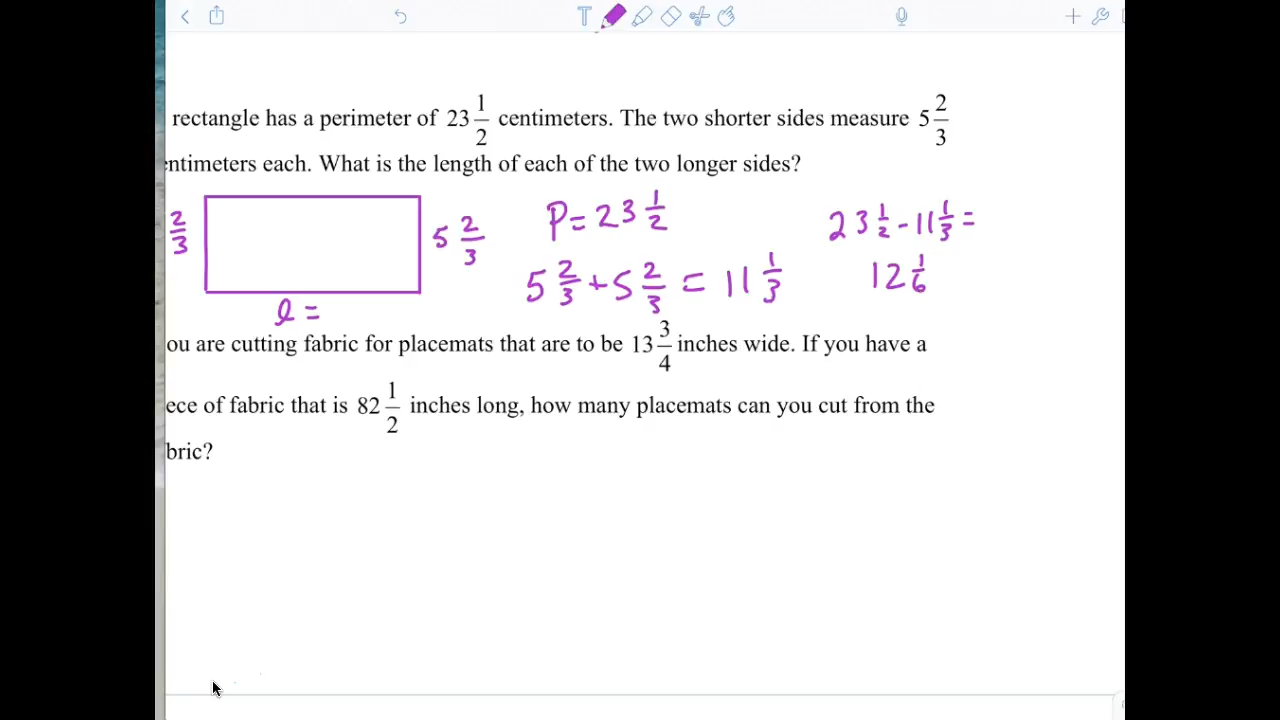 rectangle has a perimeter of 23 1/2 centimeters. The two shorter sides measure 5 2/3
entimeters each. What is the length of each of the two longer sides?
2/3
5 2/3
P = 23 1/2
23 1/2 - 11 1/3 =
5 2/3 + 5 2/3 = 11 1/3
12 1/6
l =
ou are cutting fabric for placemats that are to be 13 3/4 inches wide. If you have a
ece of fabric that is 82 1/2 inches long, how many placemats can you cut from the
bric?